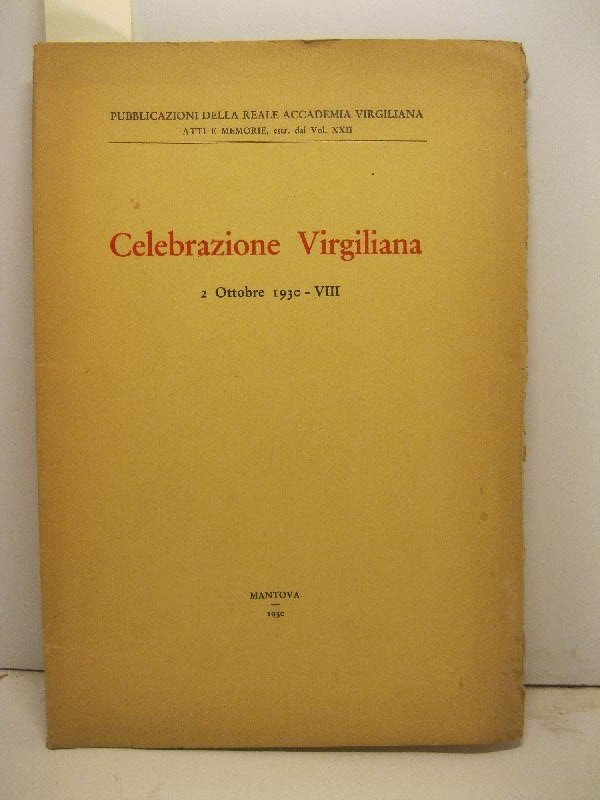 PUBBLICAZIONI DELLA REALE ACCADEMIA VIRGILIANA
ATTI E MEMORIE, estr. dal Vol. XXII
Celebrazione Virgiliana
2 Ottobre 1930 - VIII
MANTOVA
1930